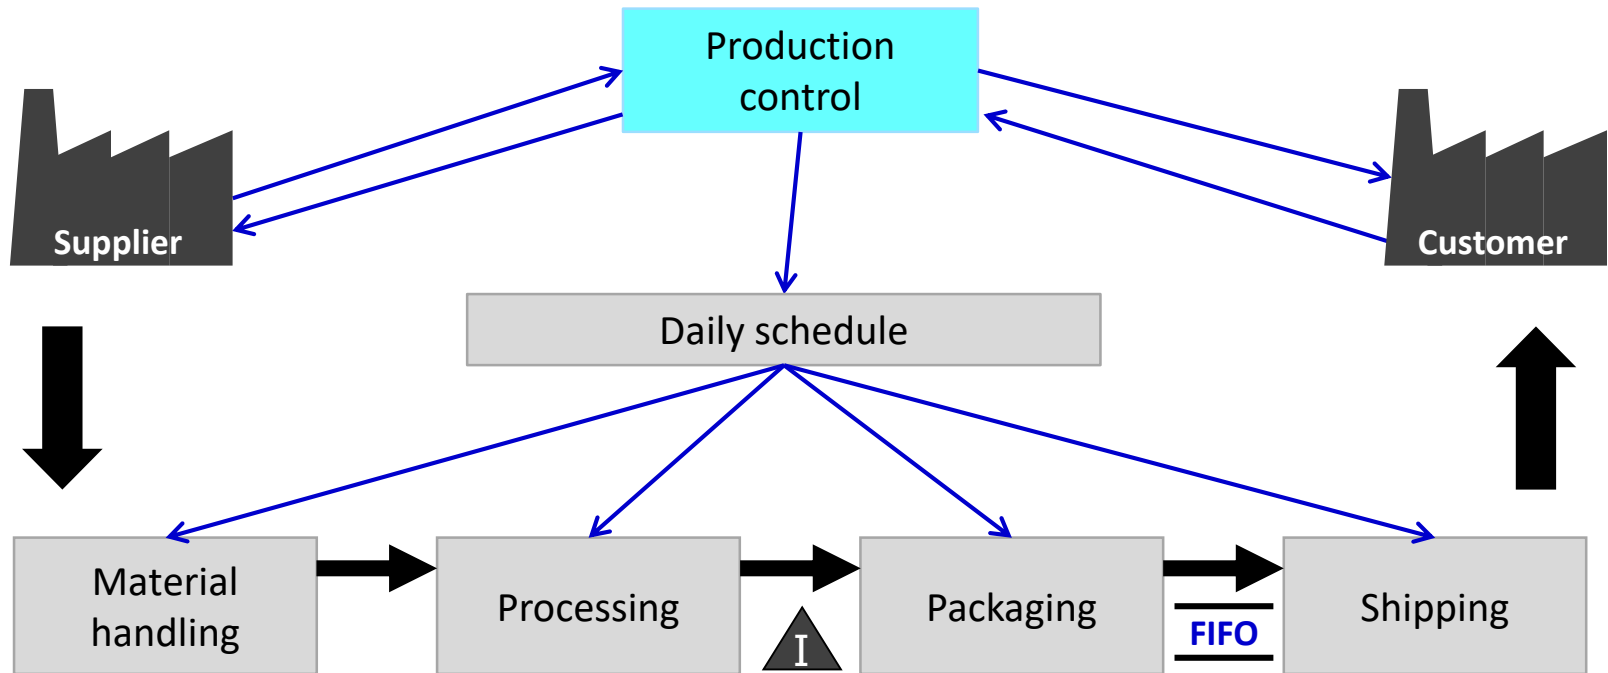 Production
control
Supplier
Customer
Daily schedule
Material
handling
Processing
I
Packaging
FIFO
Shipping